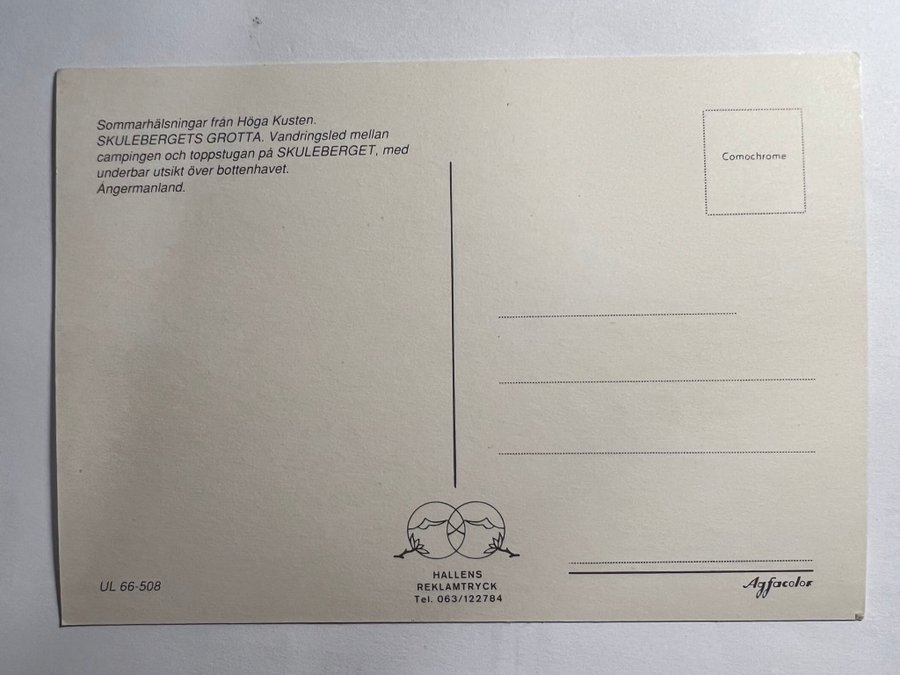 Sommarhälsningar från Höga Kusten.
SKULEBERGETS GROTTA. Vandringsled mellan
campingen och toppstugan på SKULEBERGET, med
underbar utsikt över bottenhavet.
Ångermanland.
Comochrome
UL 66-508
HALLENS
REKLAMTRYCK
Tel. 063/122784
Agfacolor